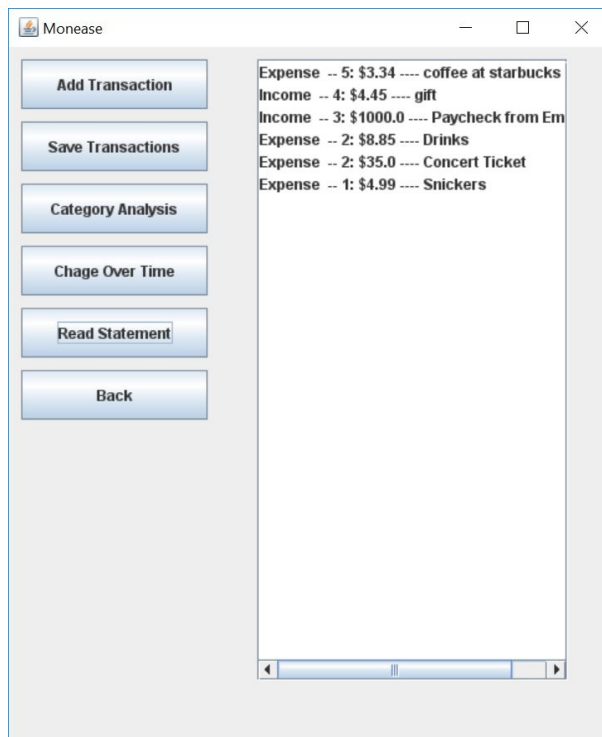 Monease
Add Transaction
Save Transactions
Category Analysis
Chage Over Time
Read Statement
Back
Expense -- 5: $3.34 ---- coffee at starbucks
Income -- 4: $4.45 ---- gift
Income -- 3: $1000.0 ---- Paycheck from Em
Expense -- 2: $8.85 ---- Drinks
Expense -- 2: $35.0 ---- Concert Ticket
Expense -- 1: $4.99 ---- Snickers